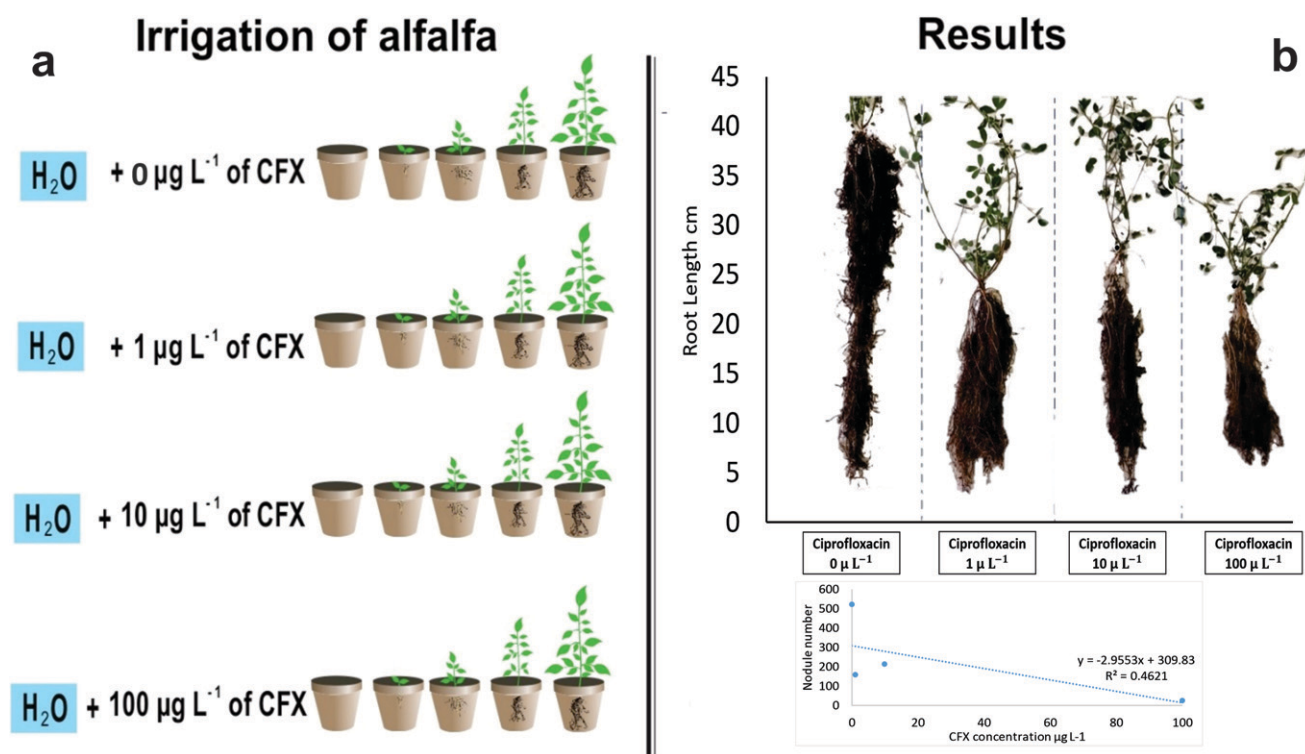 Irrigation of alfalfa
a
H₂O + 0 µg L⁻¹ of CFX
H₂O + 1 µg L⁻¹ of CFX
H₂O + 10 µg L⁻¹ of CFX
H₂O + 100 µg L⁻¹ of CFX
Results
b
Root Length cm
45
40
35
30
25
20
15
10
5
0
Ciprofloxacin
0 µ L⁻¹
Ciprofloxacin
1 µ L⁻¹
Ciprofloxacin
10 µ L⁻¹
Ciprofloxacin
100 µ L⁻¹
Nodule number
600
500
400
300
200
100
0
y = -2.9553x + 309.83
R² = 0.4621
0 20 40 60 80 100
CFX concentration µg L-1